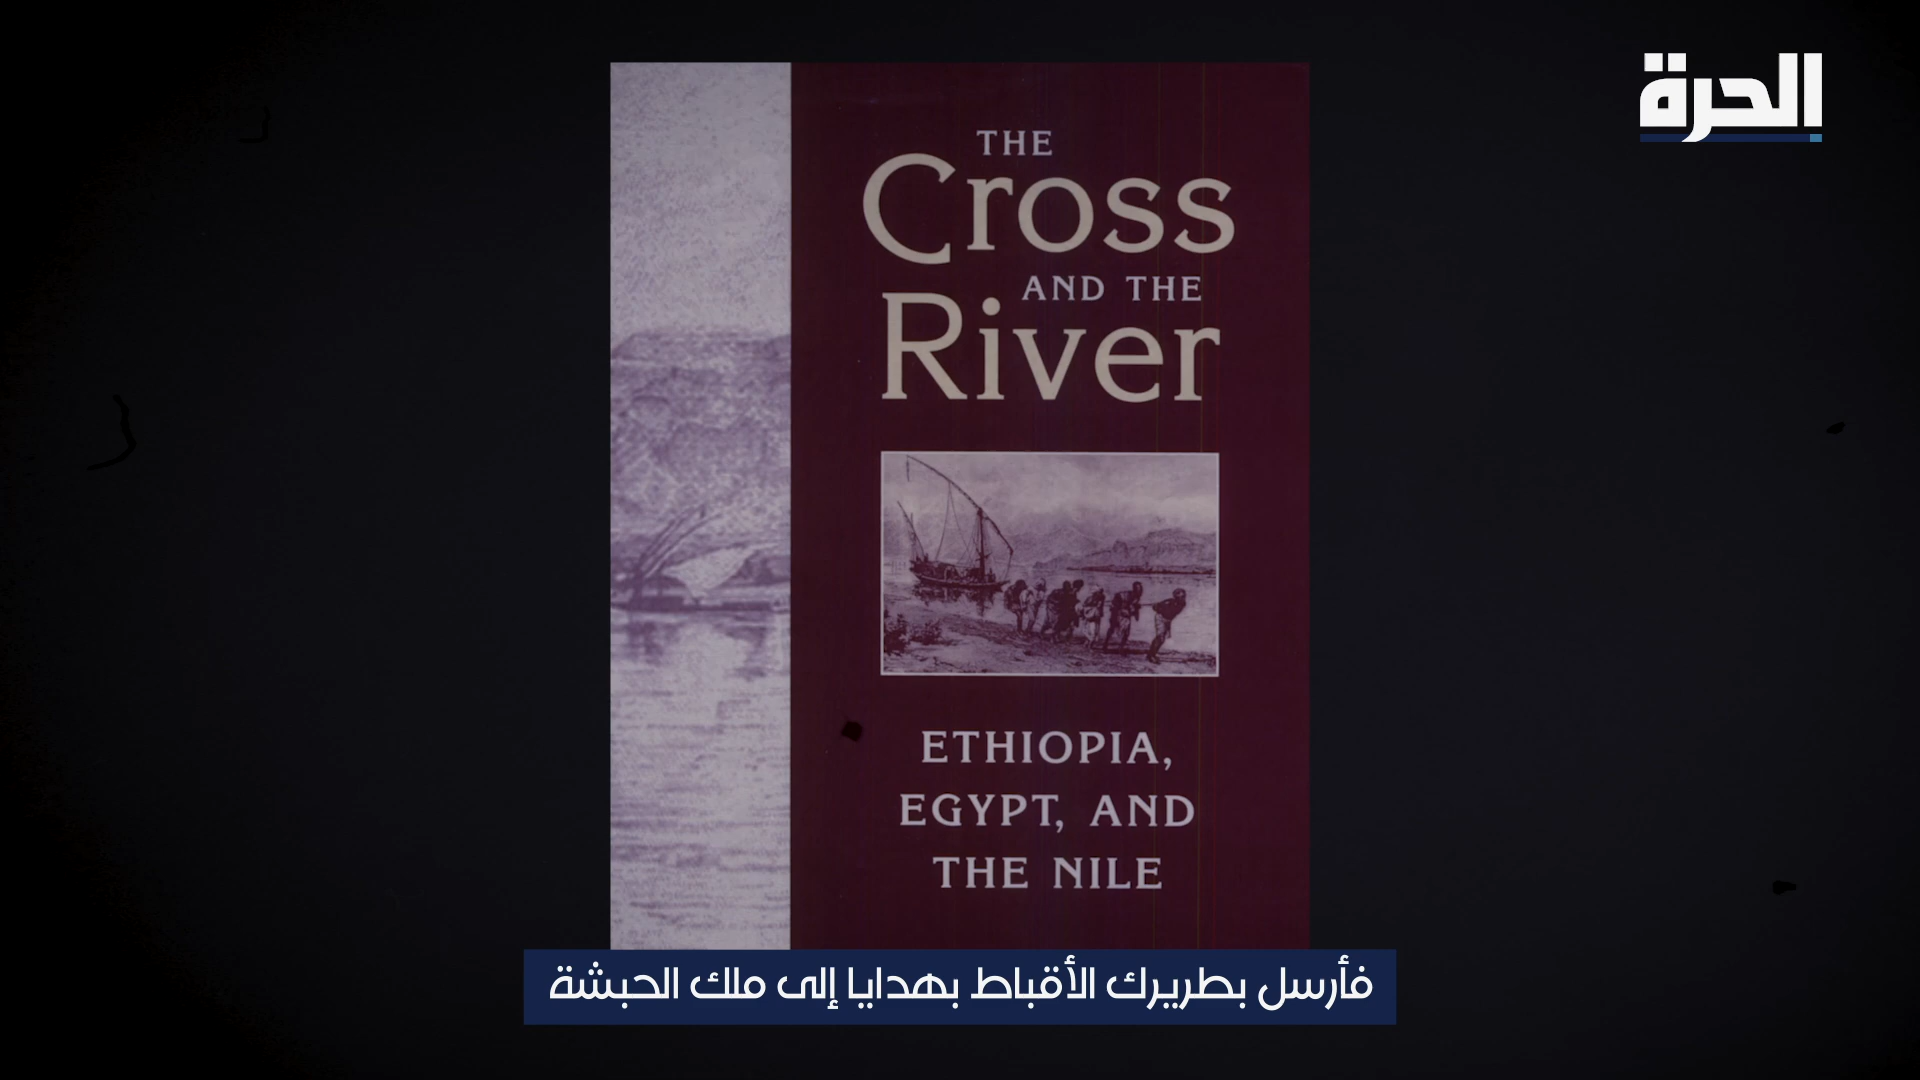 الحرة
THE
Cross
AND THE
River
ETHIOPIA,
EGYPT, AND
THE NILE
فأرسل بطريرك الأقباط بهدايا إلى ملك الحبشة